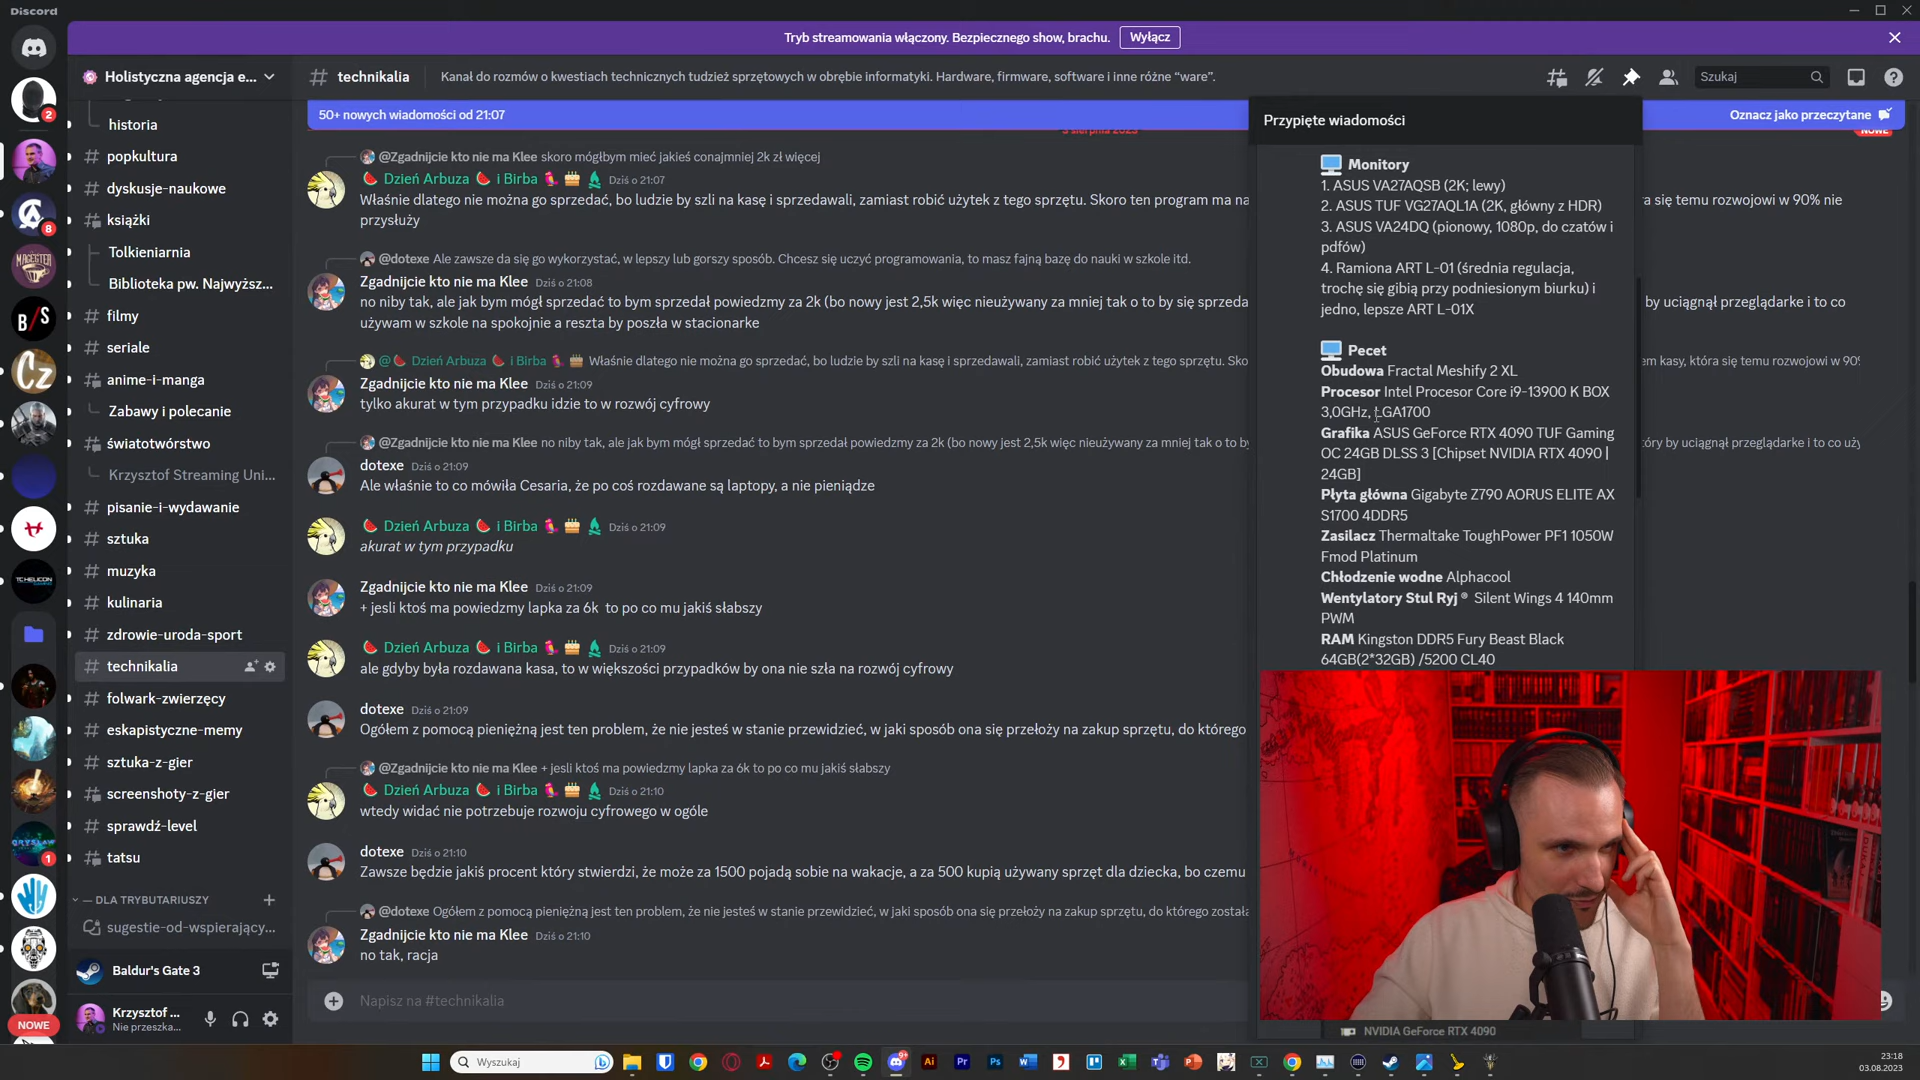 Discord
Tryb streamowania włączony. Bezpiecznego show, brachu.
Wyłącz
Holistyczna agencja e...
technikalia
Kanał do rozmów o kwestiach technicznych tudzież sprzętowych w obrębie informatyki. Hardware, firmware, software i inne różne “ware”.
Szukaj
historia
popkultura
dyskusje-naukowe
książki
Tolkieniarnia
Biblioteka pw. Najwyższ...
filmy
seriale
anime-i-manga
Zabawy i polecanie
światotwórstwo
Krzysztof Streaming Uni...
pisanie-i-wydawanie
sztuka
muzyka
kulinaria
zdrowie-uroda-sport
technikalia
folwark-zwierzęcy
eskapistyczne-memy
sztuka-z-gier
screenshoty-z-gier
sprawdź-level
tatsu
— DLA TRYBUTARIUSZY
sugestie-od-wspierający...
Baldur's Gate 3
Krzysztof ...
Nie przeszka...
NOWE
2
8
B/S
Cz
TC HELICON
1
50+ nowych wiadomości od 21:07
Oznacz jako przeczytane
3 sierpnia 2023
NOWE
@Zgadnijcie kto nie ma Klee skoro mógłbym mieć jakieś conajmniej 2k zł więcej
Dzień Arbuza i Birba Dziś o 21:07
Właśnie dlatego nie można go sprzedać, bo ludzie by szli na kasę i sprzedawali, zamiast robić użytek z tego sprzętu. Skoro ten program ma na
ra się temu rozwojowi w 90% nie
przysłuży
@dotexe Ale zawsze da się go wykorzystać, w lepszy lub gorszy sposób. Chcesz się uczyć programowania, to masz fajną bazę do nauki w szkole itd.
Zgadnijcie kto nie ma Klee Dziś o 21:08
no niby tak, ale jak bym mógł sprzedać to bym sprzedał powiedzmy za 2k (bo nowy jest 2,5k więc nieużywany za mniej tak o to by się sprzeda
by uciągnął przeglądarke i to co
używam w szkole na spokojnie a reszta by poszła w stacionarke
@ Dzień Arbuza i Birba Właśnie dlatego nie można go sprzedać, bo ludzie by szli na kasę i sprzedawali, zamiast robić użytek z tego sprzętu. Sko
em kasy, która się temu rozwojowi w 90%
Zgadnijcie kto nie ma Klee Dziś o 21:09
tylko akurat w tym przypadku idzie to w rozwój cyfrowy
@Zgadnijcie kto nie ma Klee no niby tak, ale jak bym mógł sprzedać to bym sprzedał powiedzmy za 2k (bo nowy jest 2,5k więc nieużywany za mniej tak o to by
óry by uciągnął przeglądarke i to co uży
dotexe Dziś o 21:09
Ale właśnie to co mówiła Cesaria, że po coś rozdawane są laptopy, a nie pieniądze
Dzień Arbuza i Birba Dziś o 21:09
akurat w tym przypadku
Zgadnijcie kto nie ma Klee Dziś o 21:09
+ jesli ktoś ma powiedzmy lapka za 6k to po co mu jakiś słabszy
Dzień Arbuza i Birba Dziś o 21:09
ale gdyby była rozdawana kasa, to w większości przypadków by ona nie szła na rozwój cyfrowy
dotexe Dziś o 21:09
Ogółem z pomocą pieniężną jest ten problem, że nie jesteś w stanie przewidzieć, w jaki sposób ona się przełoży na zakup sprzętu, do którego
@Zgadnijcie kto nie ma Klee + jesli ktoś ma powiedzmy lapka za 6k to po co mu jakiś słabszy
Dzień Arbuza i Birba Dziś o 21:10
wtedy widać nie potrzebuje rozwoju cyfrowego w ogóle
dotexe Dziś o 21:10
Zawsze będzie jakiś procent który stwierdzi, że może za 1500 pojadą sobie na wakacje, a za 500 kupią używany sprzęt dla dziecka, bo czemu
@dotexe Ogółem z pomocą pieniężną jest ten problem, że nie jesteś w stanie przewidzieć, w jaki sposób ona się przełoży na zakup sprzętu, do którego została
Zgadnijcie kto nie ma Klee Dziś o 21:10
no tak, racja
Napisz na #technikalia
Przypięte wiadomości
Monitory
1. ASUS VA27AQSB (2K; lewy)
2. ASUS TUF VG27AQL1A (2K, główny z HDR)
3. ASUS VA24DQ (pionowy, 1080p, do czatów i
pdfów)
4. Ramiona ART L-01 (średnia regulacja,
trochę się gibią przy podniesionym biurku) i
jedno, lepsze ART L-01X
Pecet
Obudowa Fractal Meshify 2 XL
Procesor Intel Procesor Core i9-13900 K BOX
3,0GHz, LGA1700
Grafika ASUS GeForce RTX 4090 TUF Gaming
OC 24GB DLSS 3 [Chipset NVIDIA RTX 4090 |
24GB]
Płyta główna Gigabyte Z790 AORUS ELITE AX
S1700 4DDR5
Zasilacz Thermaltake ToughPower PF1 1050W
Fmod Platinum
Chłodzenie wodne Alphacool
Wentylatory Stul Ryj ® Silent Wings 4 140mm
PWM
RAM Kingston DDR5 Fury Beast Black
64GB(2*32GB) /5200 CL40
NVIDIA GeForce RTX 4090
Wyszukaj
23:18
03.08.2023